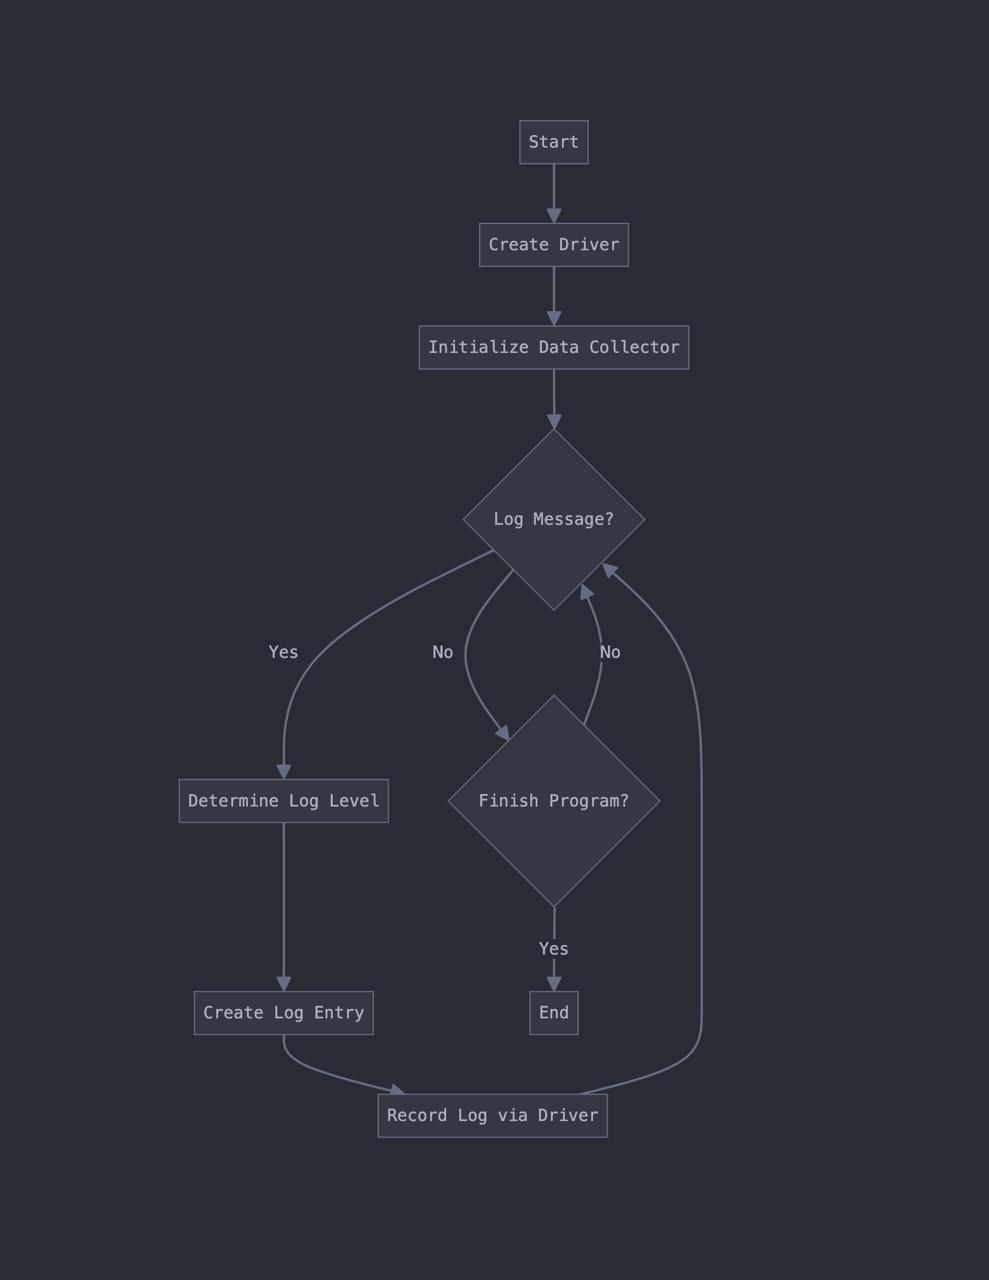 Start
Create Driver
Initialize Data Collector
Log Message?
Yes
No
No
Determine Log Level
Finish Program?
Yes
Create Log Entry
End
Record Log via Driver